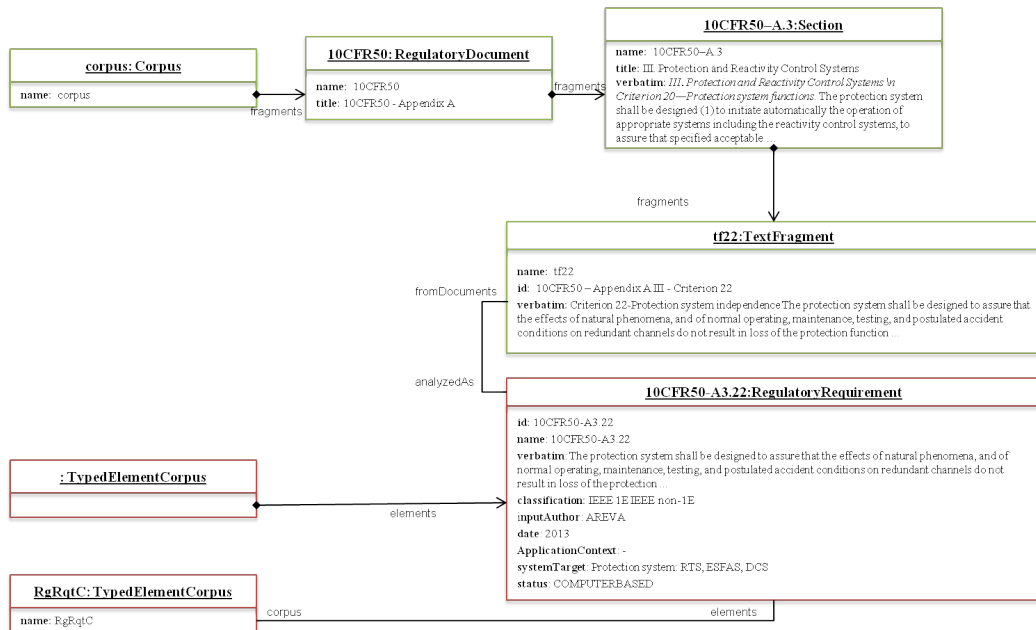 10CFR50–A.3:Section
name: 10CFR50–A.3
title: III. Protection and Reactivity Control Systems
verbatim: III. Protection and Reactivity Control Systems \n
Criterion 20—Protection system functions. The protection system
shall be designed (1) to initiate automatically the operation of
appropriate systems including the reactivity control systems, to
assure that specified acceptable ...
10CFR50: RegulatoryDocument
name: 10CFR50
title: 10CFR50 - Appendix A
corpus: Corpus
name: corpus
fragments
fragments
fragments
tf22:TextFragment
name: tf22
id: 10CFR50 – Appendix A III - Criterion 22
verbatim: Criterion 22-Protection system independence The protection system shall be designed to assure that
the effects of natural phenomena, and of normal operating, maintenance, testing, and postulated accident
conditions on redundant channels do not result in loss of the protection function ...
fromDocuments
analyzedAs
10CFR50-A3.22:RegulatoryRequirement
id: 10CFR50-A3.22
name: 10CFR50-A3.22
verbatim: The protection system shall be designed to assure that the effects of natural phenomena, and of
normal operating, maintenance, testing, and postulated accident conditions on redundant channels do not
result in loss of the protection ...
classification: IEEE 1E IEEE non-1E
inputAuthor: AREVA
date: 2013
ApplicationContext: -
systemTarget: Protection system: RTS, ESFAS, DCS
status: COMPUTERBASED
: TypedElementCorpus
elements
RgRqtC: TypedElementCorpus
name: RgRqtC
corpus
elements